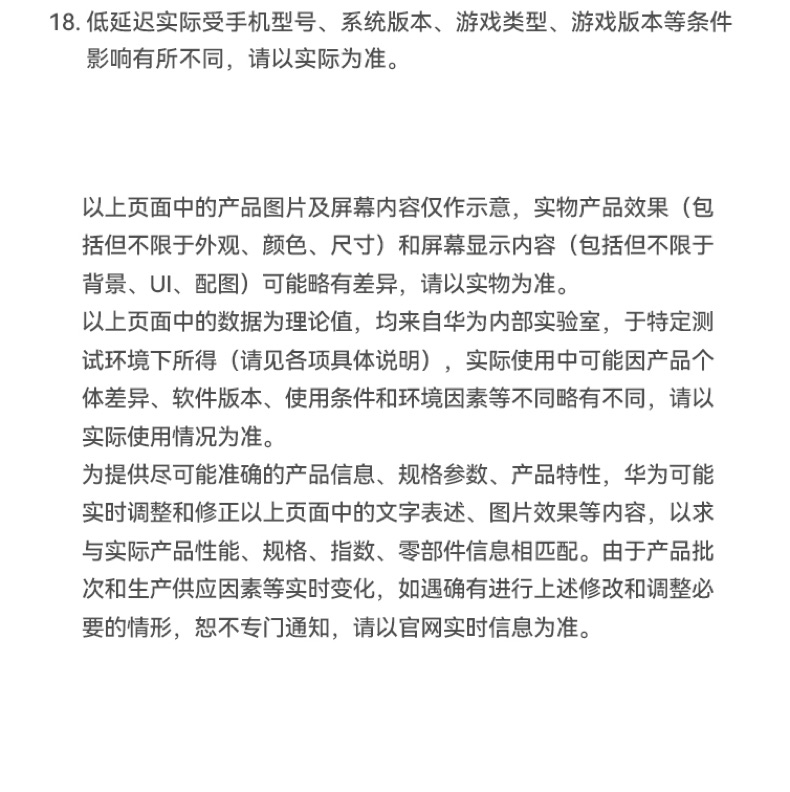 18. 低延迟实际受手机型号、系统版本、游戏类型、游戏版本等条件
影响有所不同，请以实际为准。
以上页面中的产品图片及屏幕内容仅作示意，实物产品效果（包
括但不限于外观、颜色、尺寸）和屏幕显示内容（包括但不限于
背景、UI、配图）可能略有差异，请以实物为准。
以上页面中的数据为理论值，均来自华为内部实验室，于特定测
试环境下所得（请见各项具体说明），实际使用中可能因产品个
体差异、软件版本、使用条件和环境因素等不同略有不同，请以
实际使用情况为准。
为提供尽可能准确的产品信息、规格参数、产品特性，华为可能
实时调整和修正以上页面中的文字表述、图片效果等内容，以求
与实际产品性能、规格、指数、零部件信息相匹配。由于产品批
次和生产供应因素等实时变化，如遇确有进行上述修改和调整必
要的情形，恕不专门通知，请以官网实时信息为准。